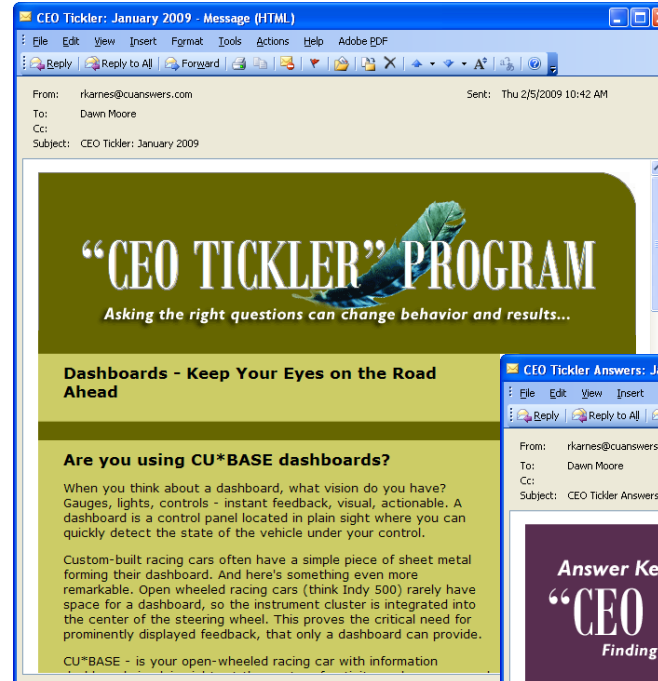 CEO Tickler: January 2009 - Message (HTML)
File Edit View Insert Format Tools Actions Help Adobe PDF
Reply Reply to All Forward
From: rkarnes@cuanswers.com Sent: Thu 2/5/2009 10:42 AM
To: Dawn Moore
Cc:
Subject: CEO Tickler: January 2009
“CEO TICKLER” PROGRAM
Asking the right questions can change behavior and results...
Dashboards - Keep Your Eyes on the Road
Ahead
Are you using CU*BASE dashboards?
When you think about a dashboard, what vision do you have?
Gauges, lights, controls - instant feedback, visual, actionable. A
dashboard is a control panel located in plain sight where you can
quickly detect the state of the vehicle under your control.
Custom-built racing cars often have a simple piece of sheet metal
forming their dashboard. And here's something even more
remarkable. Open wheeled racing cars (think Indy 500) rarely have
space for a dashboard, so the instrument cluster is integrated into
the center of the steering wheel. This proves the critical need for
prominently displayed feedback, that only a dashboard can provide.
CU*BASE - is your open-wheeled racing car with information
CEO Tickler Answers: Ja
File Edit View Insert
Reply Reply to All
From: rkarnes@cuanswers
To: Dawn Moore
Cc:
Subject: CEO Tickler Answers
Answer Ke
“CEO
Finding